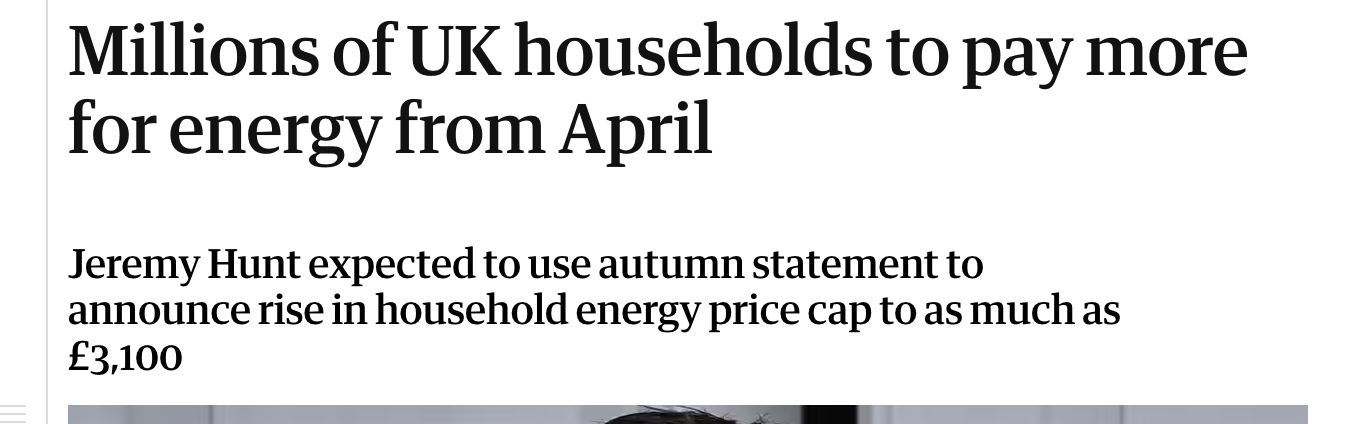 Millions of UK households to pay more
for energy from April
Jeremy Hunt expected to use autumn statement to
announce rise in household energy price cap to as much as
£3,100